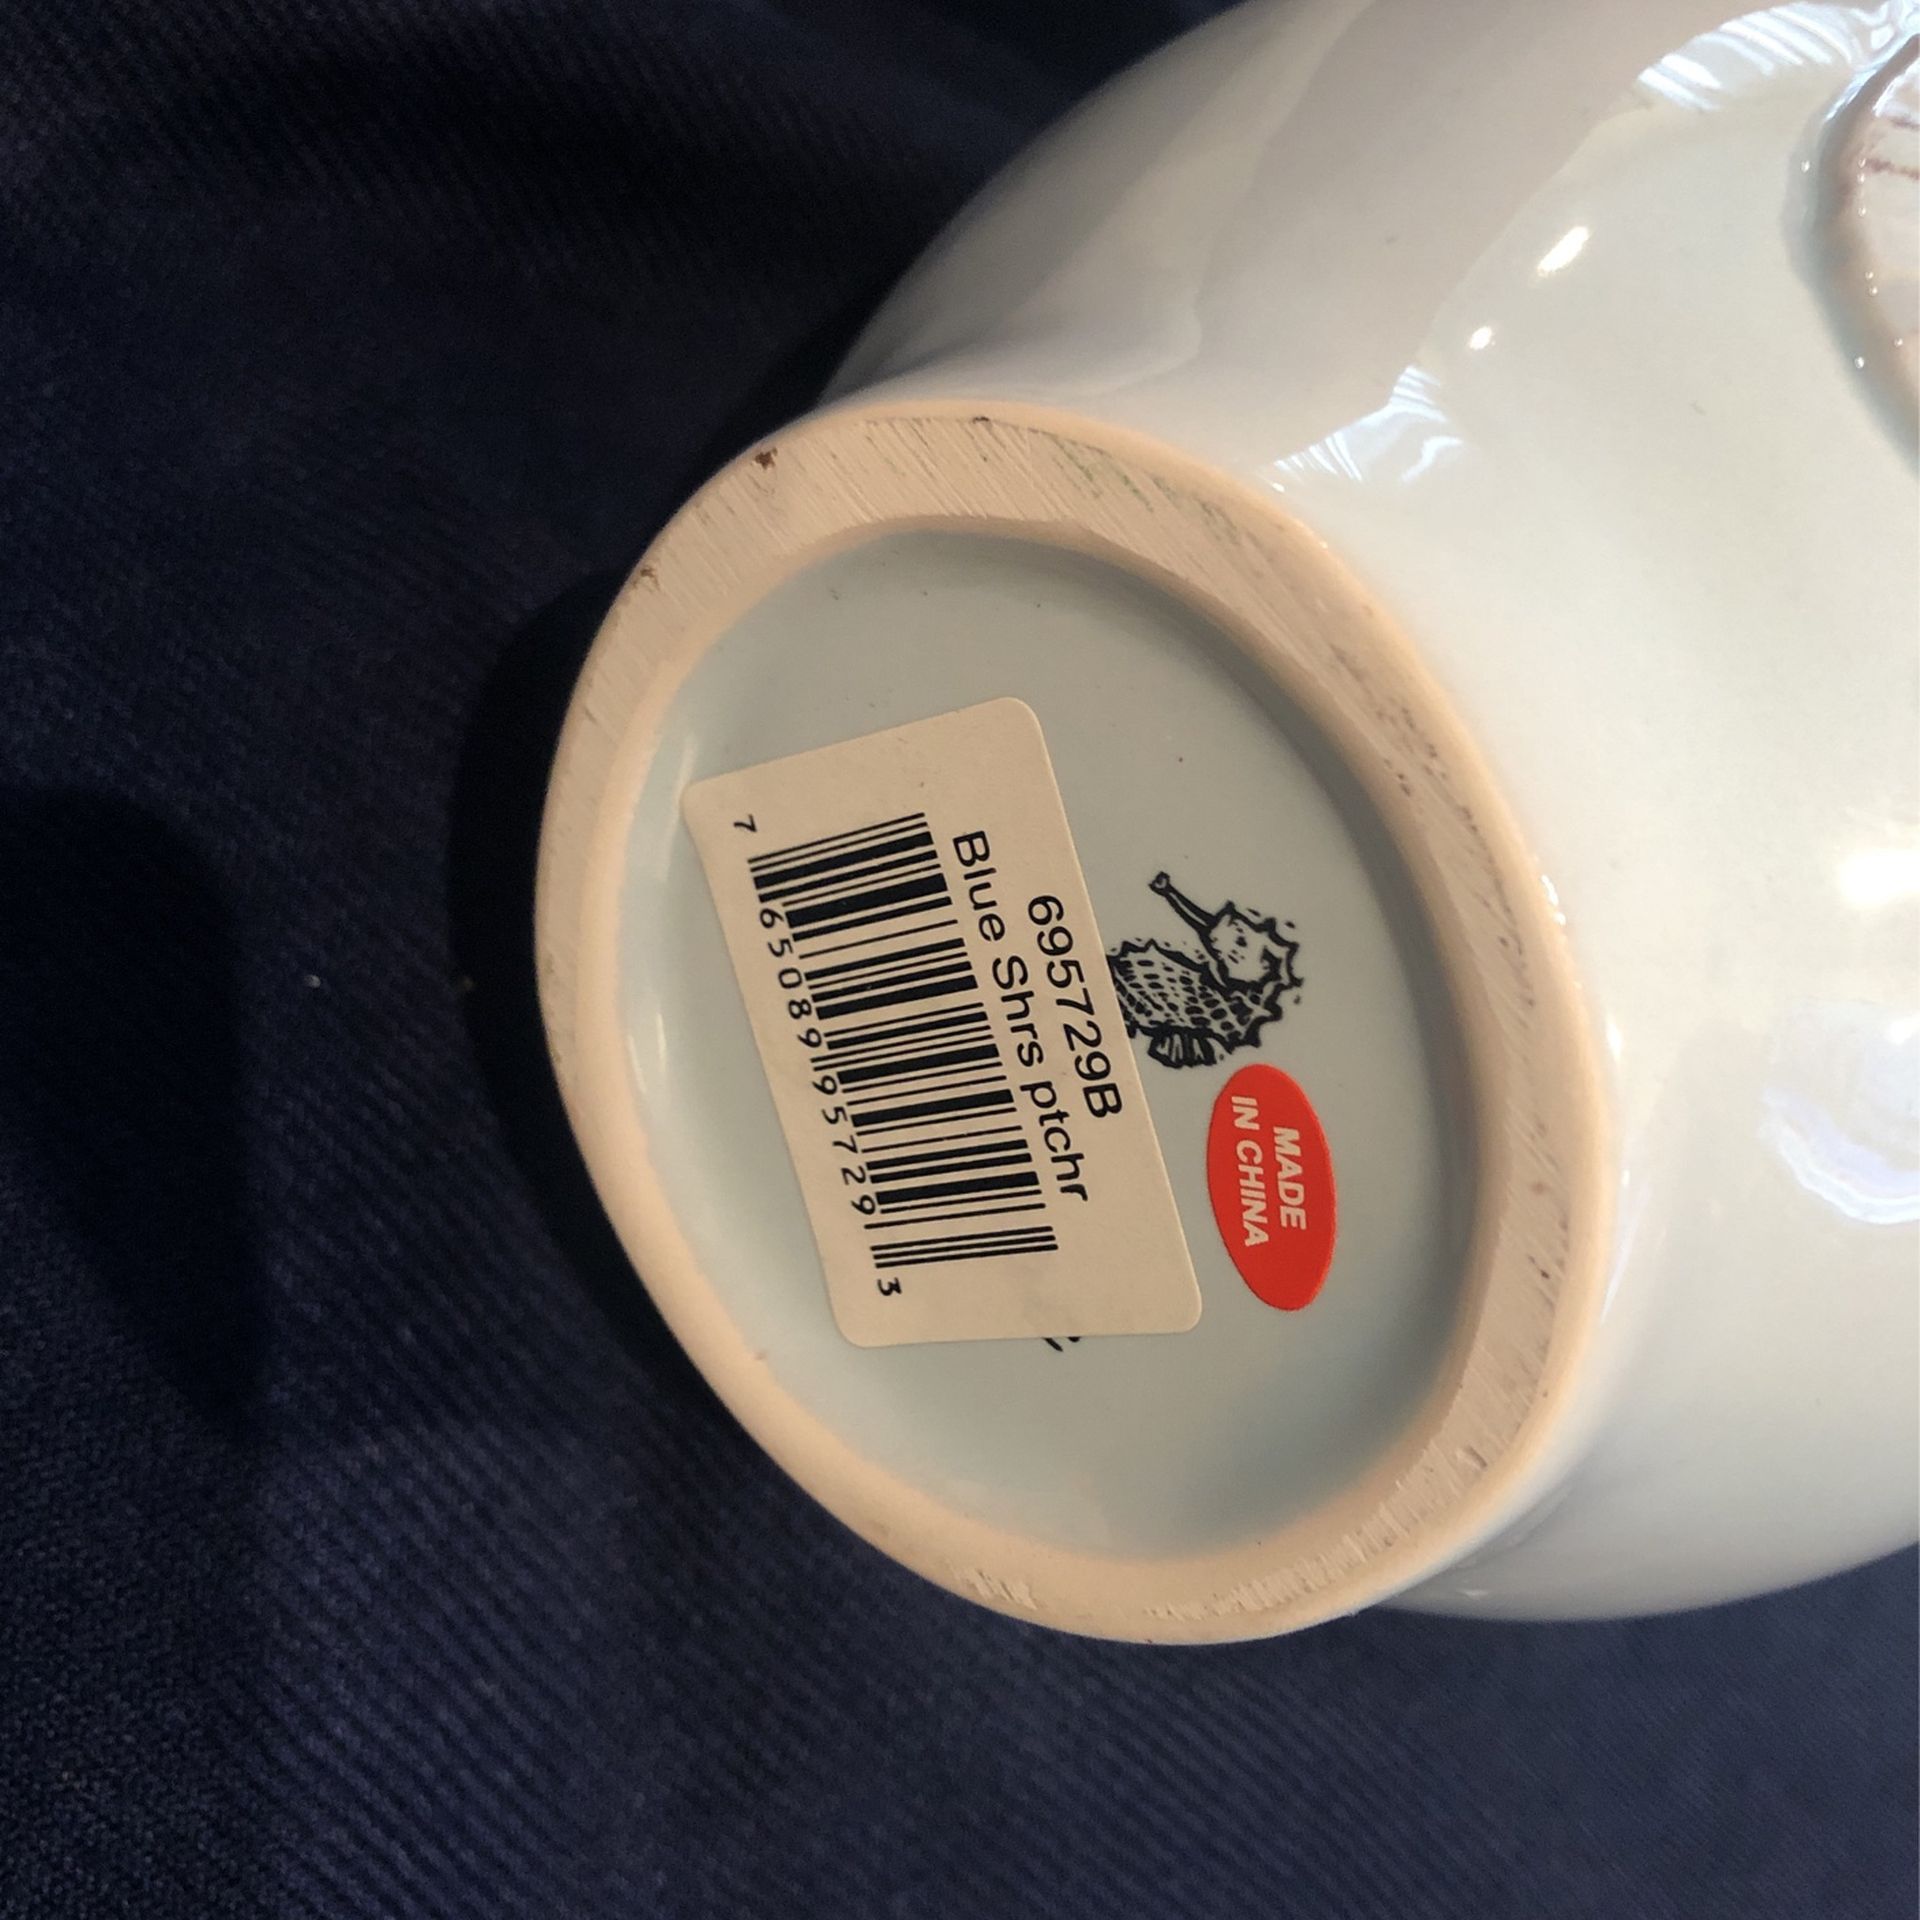 695729B
Blue Shrs ptchr
7 65089 95729 3
MADE
IN CHINA